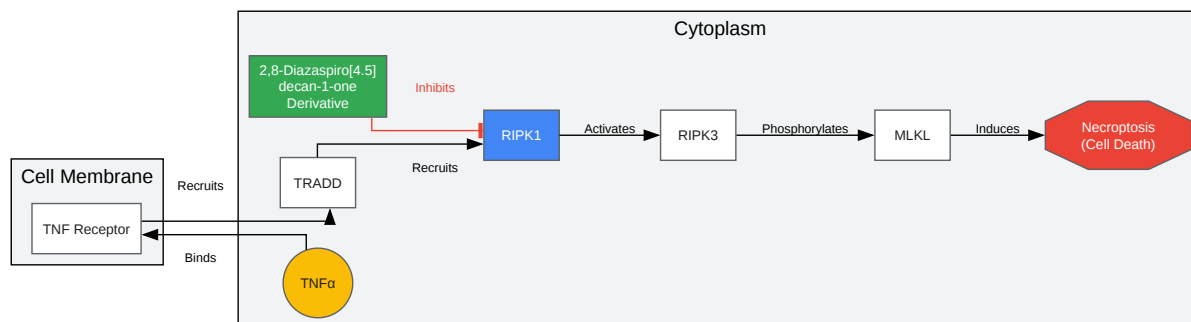 Cytoplasm
2,8-Diazaspiro[4.5]
decan-1-one
Derivative
Inhibits
RIPK1
Activates
RIPK3
Phosphorylates
MLKL
Induces
Necroptosis
(Cell Death)
Recruits
TRADD
Cell Membrane
Recruits
TNF Receptor
Binds
TNFα